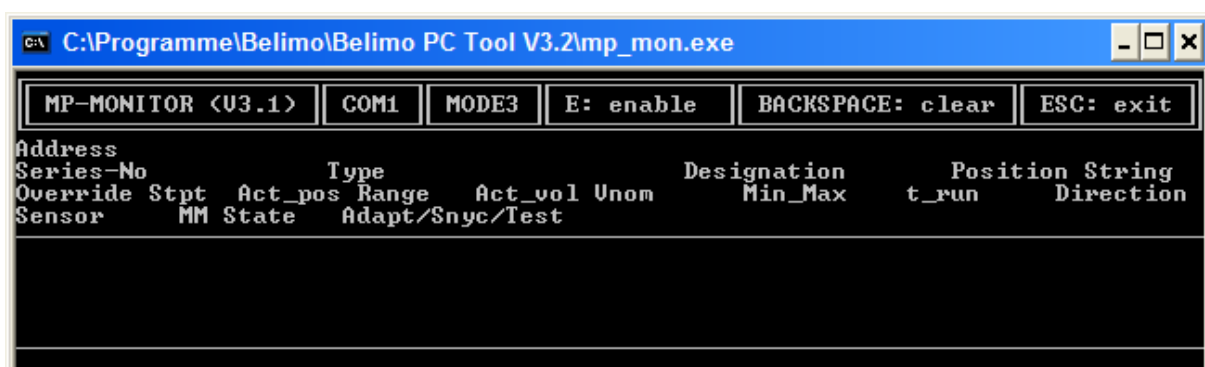 C:\Programme\Belimo\Belimo PC Tool V3.2\mp_mon.exe
MP-MONITOR (V3.1) COM1 MODE3 E: enable BACKSPACE: clear ESC: exit
Address
Series-No Type Designation Position String
Override Stpt Act_pos Range Act_vol Vnom Min_Max t_run Direction
Sensor MM State Adapt/Snyc/Test